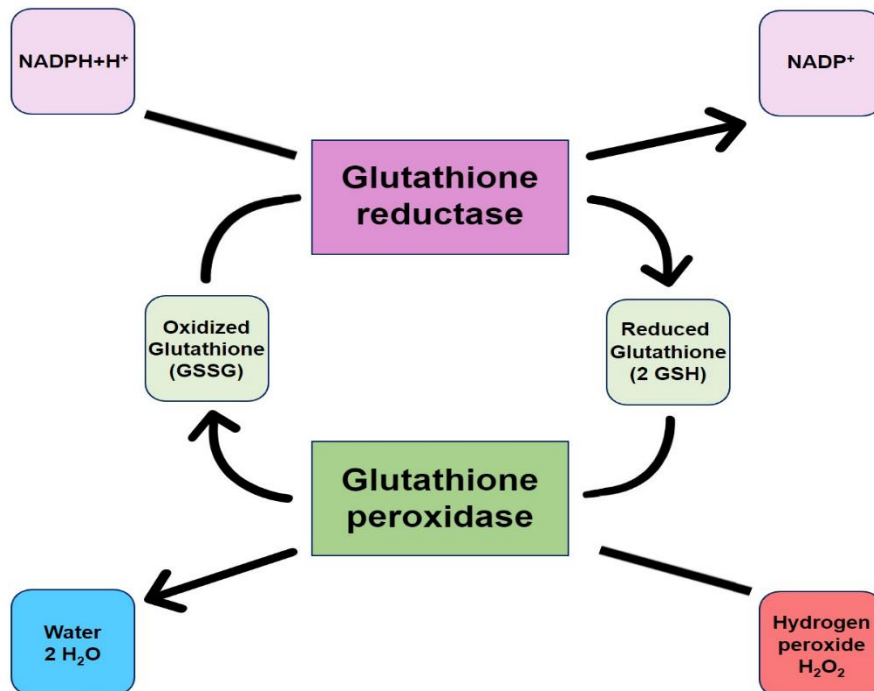 NADPH+H⁺
NADP⁺
Glutathione
reductase
Oxidized
Glutathione
(GSSG)
Reduced
Glutathione
(2 GSH)
Glutathione
peroxidase
Water
2 H₂O
Hydrogen
peroxide
H₂O₂